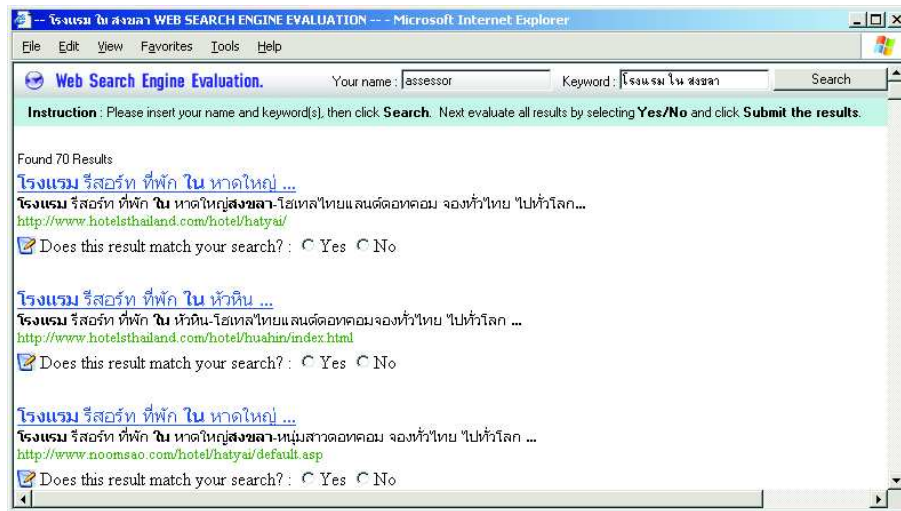 -- โรงแรม ใน สงขลา WEB SEARCH ENGINE EVALUATION -- - Microsoft Internet Explorer
File Edit View Favorites Tools Help
Web Search Engine Evaluation. Your name : assessor Keyword : โรงแรม ใน สงขลา Search
Instruction : Please insert your name and keyword(s), then click Search. Next evaluate all results by selecting Yes/No and click Submit the results.
Found 70 Results
โรงแรม รีสอร์ท ที่พัก ใน หาดใหญ่ ...
โรงแรม รีสอร์ท ที่พัก ใน หาดใหญ่สงขลา-โฮเทลไทยแลนด์ดอทคอม จองทั่วไทย ไปทั่วโลก...
http://www.hotelsthailand.com/hotel/hatyai/
Does this result match your search? : Yes No
โรงแรม รีสอร์ท ที่พัก ใน หัวหิน ...
โรงแรม รีสอร์ท ที่พัก ใน หัวหิน-โฮเทลไทยแลนด์ดอทคอมจองทั่วไทย ไปทั่วโลก ...
http://www.hotelsthailand.com/hotel/huahin/index.html
Does this result match your search? : Yes No
โรงแรม รีสอร์ท ที่พัก ใน หาดใหญ่ ...
โรงแรม รีสอร์ท ที่พัก ใน หาดใหญ่สงขลา-หนุ่มสาวดอทคอม จองทั่วไทย ไปทั่วโลก ...
http://www.noomsao.com/hotel/hatyai/default.asp
Does this result match your search? : Yes No